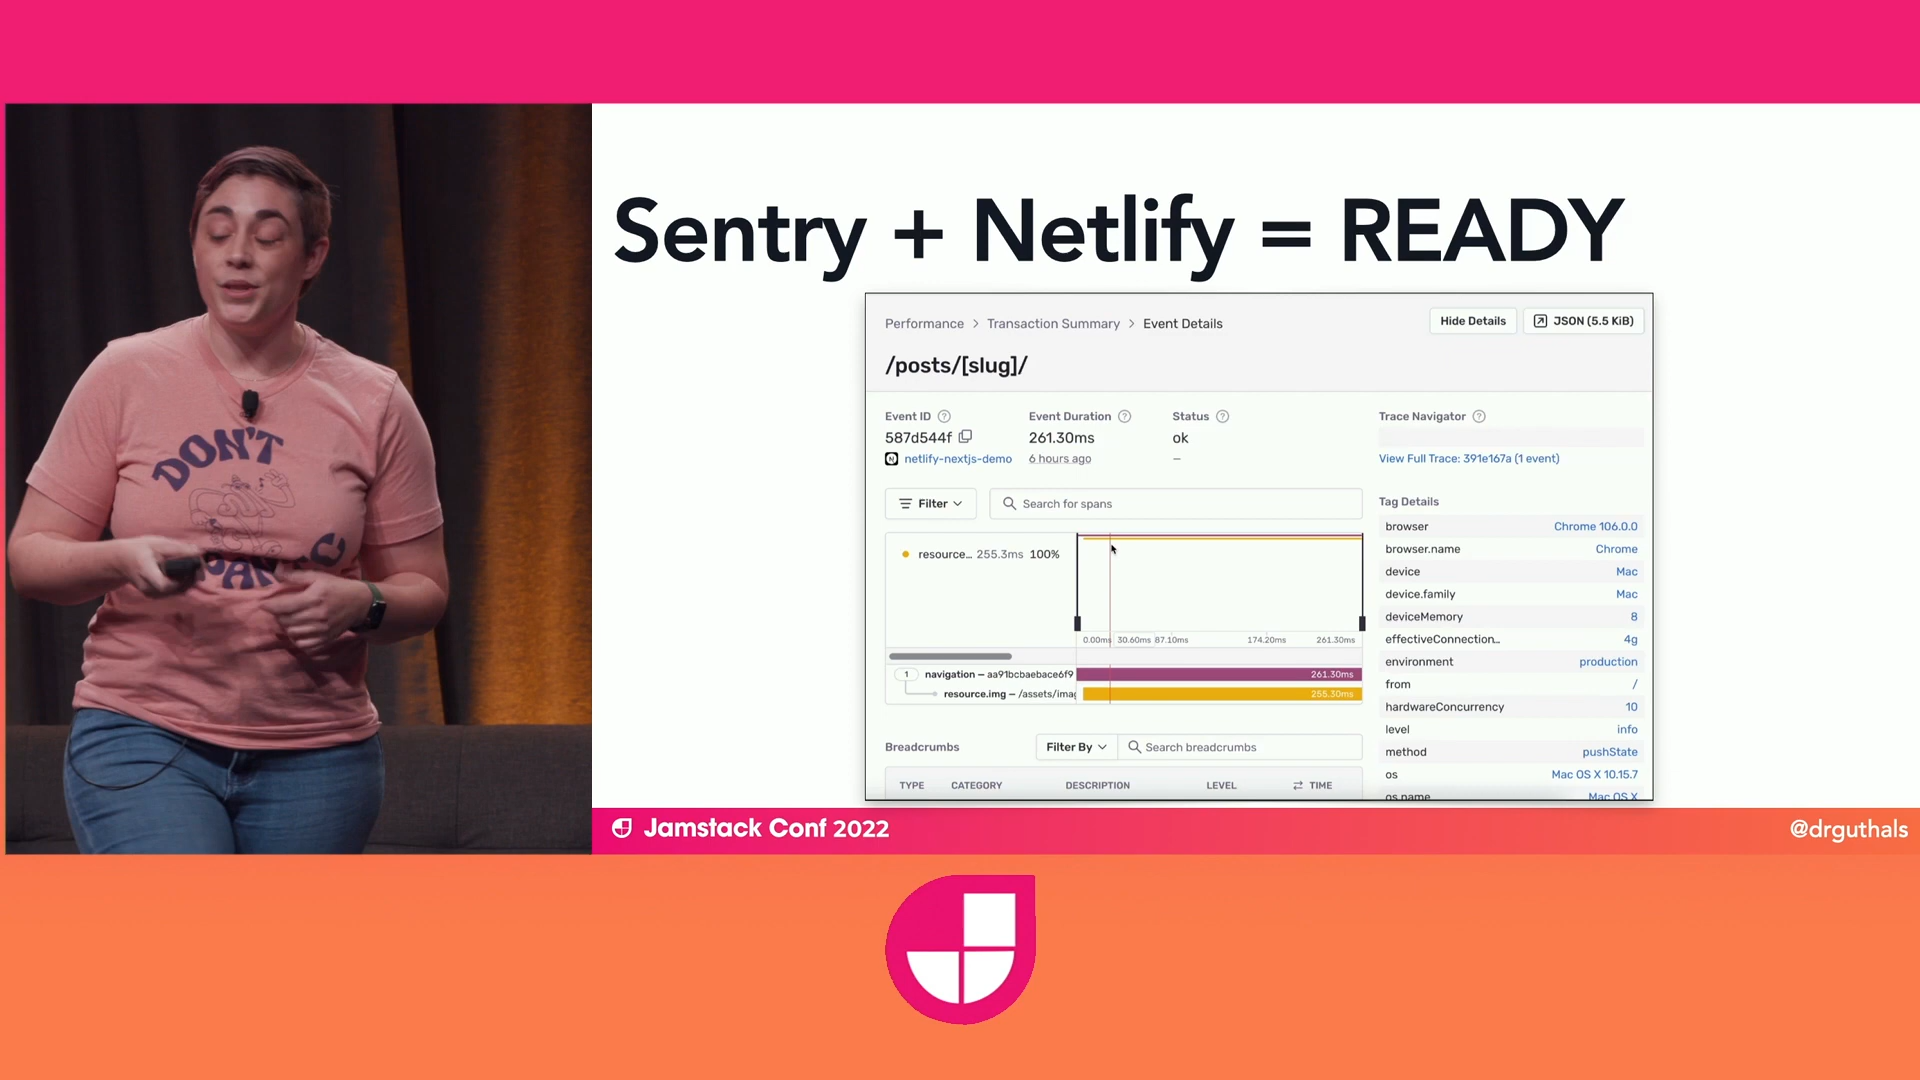 Sentry + Netlify = READY
Performance > Transaction Summary > Event Details
Hide Details
JSON (5.5 KiB)
/posts/[slug]/
Event ID
Event Duration
Status
Trace Navigator
587d544f
261.30ms
ok
netlify-nextjs-demo
6 hours ago
–
View Full Trace: 391e167a (1 event)
Filter
Search for spans
Tag Details
browser Chrome 106.0.0
browser.name Chrome
device Mac
device.family Mac
deviceMemory 8
effectiveConnection... 4g
environment production
from /
hardwareConcurrency 10
level info
method pushState
os Mac OS X 10.15.7
os.name Mac OS X
resource... 255.3ms 100%
0.00ms 30.60ms 87.10ms 174.20ms 261.30ms
1 navigation — aa91bcbaebace6f9 261.30ms
resource.img — /assets/imag 255.30ms
Breadcrumbs
Filter By
Search breadcrumbs
TYPE CATEGORY DESCRIPTION LEVEL TIME
DON'T
Jamstack Conf 2022
@drguthals